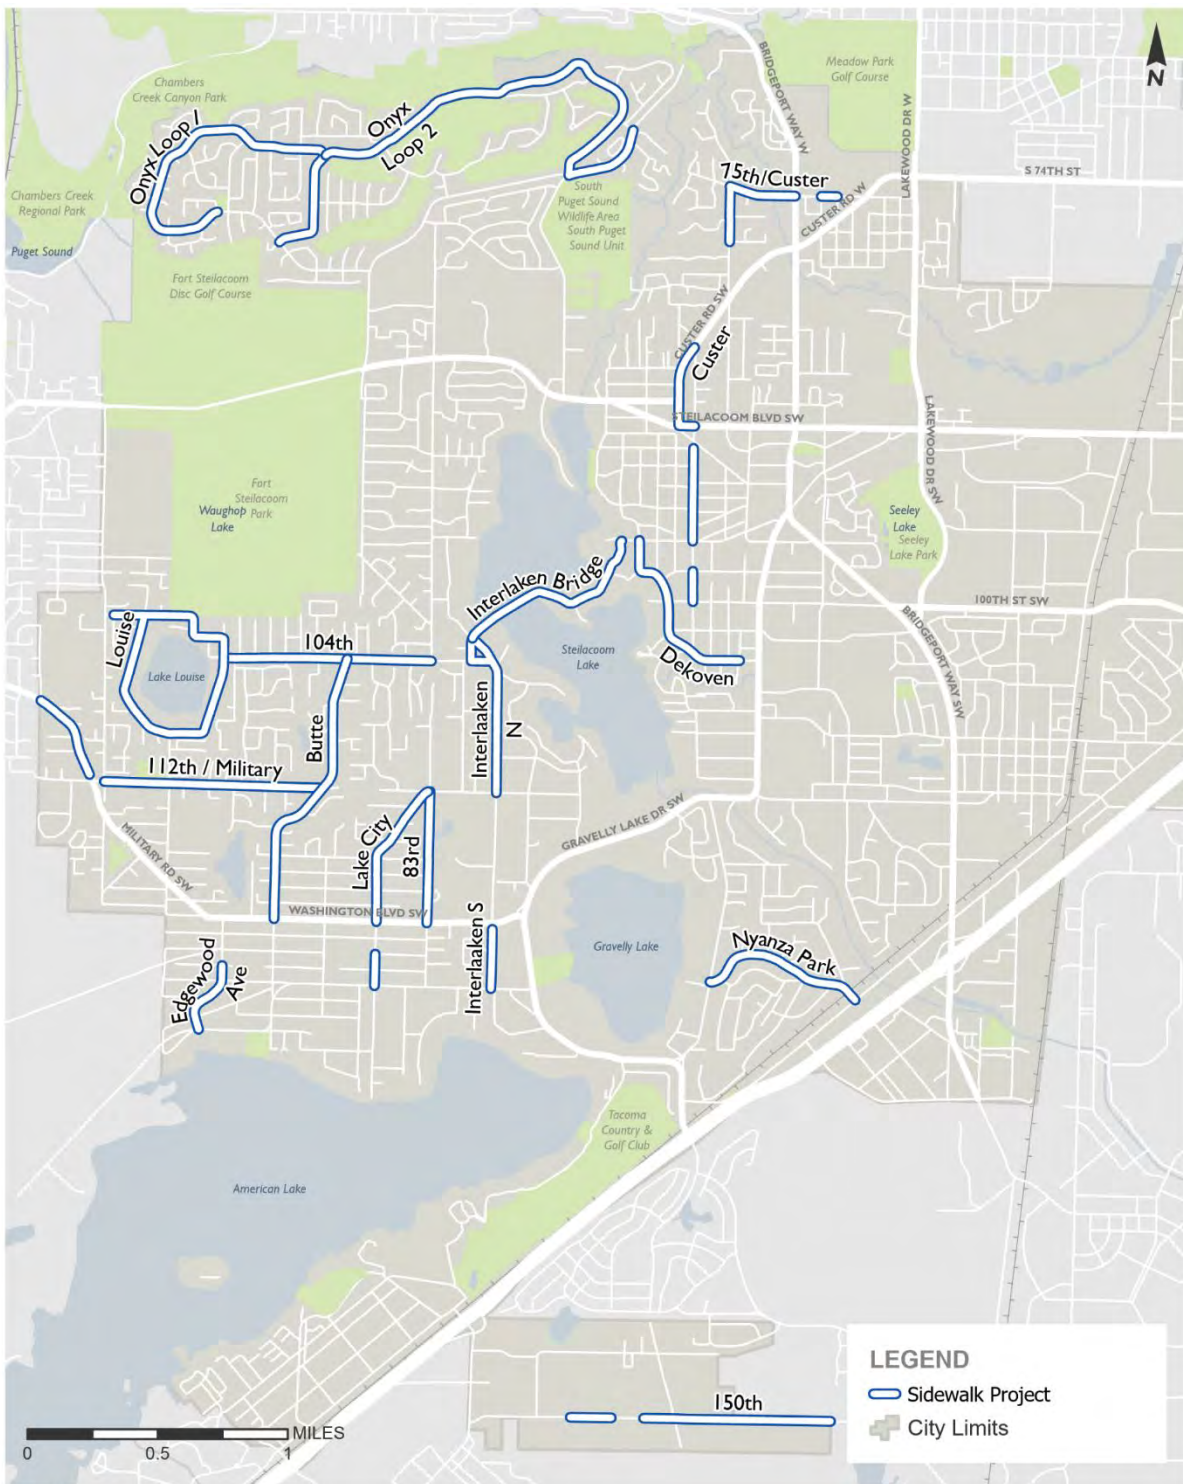 N
BRIDGEPORT WAY W
Meadow Park
Golf Course
Chambers
Creek Canyon Park
LAKEWOOD DR W
Onyx
Loop 2
Onyx Loop /
S 74TH ST
75th/Custer
Chambers Creek
Regional Park
South
Puget Sound
Wildlife Area
South Puget
Sound Unit
CUSTER RD W
Puget Sound
Fort Steilacoom
Disc Golf Course
CUSTER RD SW
Custer
STEILACOOM BLVD SW
LAKEWOOD DR SW
Fort
Steilacoom
Park
Waughop
Lake
Seeley
Lake
Seeley
Lake Park
Interlaken Bridge
100TH ST SW
Louise
104th
Steilacoom
Lake
Dekoven
BRIDGEPORT WAY SW
Lake Louise
Interlaaken
N
Butte
112th / Military
GRAVELLY LAKE DR SW
MILITARY RD SW
Lake City
83rd
WASHINGTON BLVD SW
Interlaaken S
Gravelly Lake
Nyanza Park
Edgewood
Ave
Tacoma
Country &
Golf Club
American Lake
LEGEND
Sidewalk Project
City Limits
150th
MILES
0 0.5 1